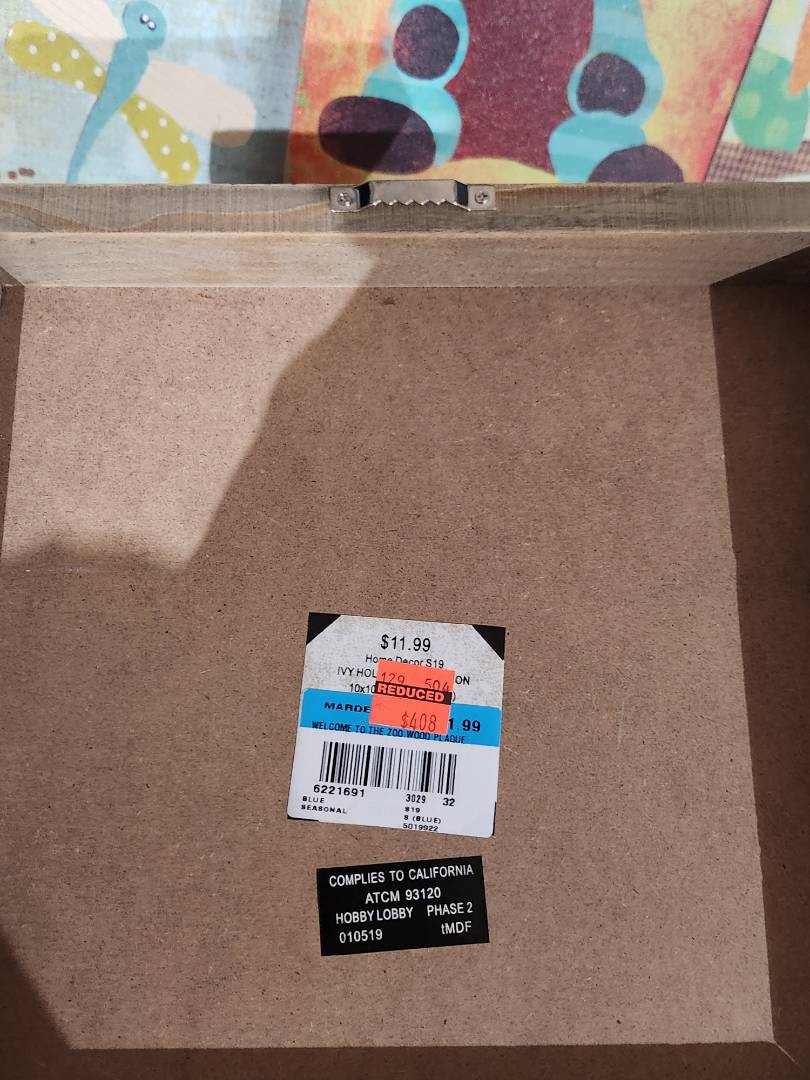 $11.99
Home Decor S19
IVY HOL ON
129 504
10x10 )
REDUCED
$408
MARDE 1.99
WELCOME TO THE ZOO WOOD PLAQUE
6221691 3029 32
BLUE S19
SEASONAL S (BLUE)
5019922
COMPLIES TO CALIFORNIA
ATCM 93120
HOBBY LOBBY PHASE 2
010519 tMDF